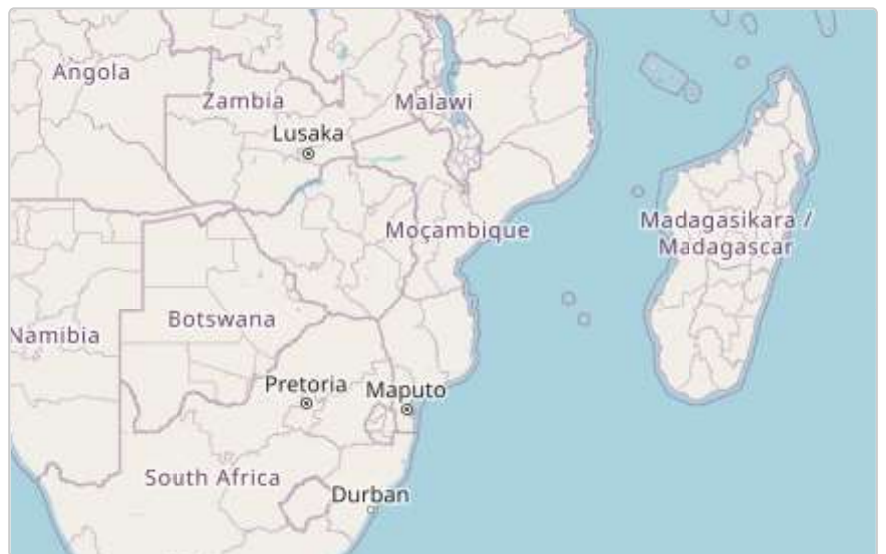 Angola
Zambia
Malawi
Lusaka
Moçambique
Madagasikara /
Madagascar
Namibia
Botswana
Pretoria
Maputo
South Africa
Durban